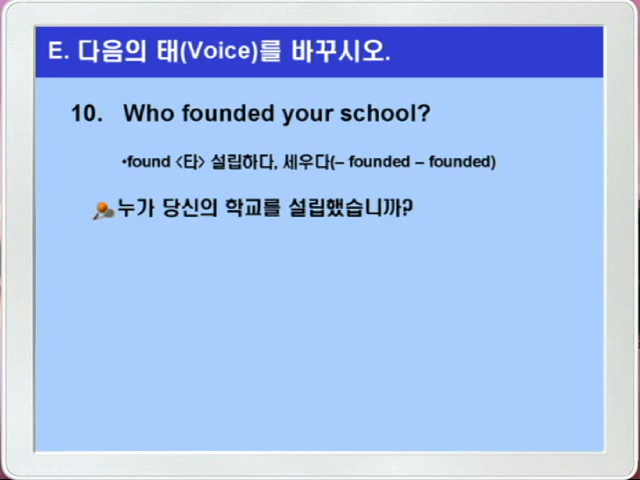 E. 다음의 태(Voice)를 바꾸시오.
10. Who founded your school?
•found <타> 설립하다, 세우다(– founded – founded)
누가 당신의 학교를 설립했습니까?